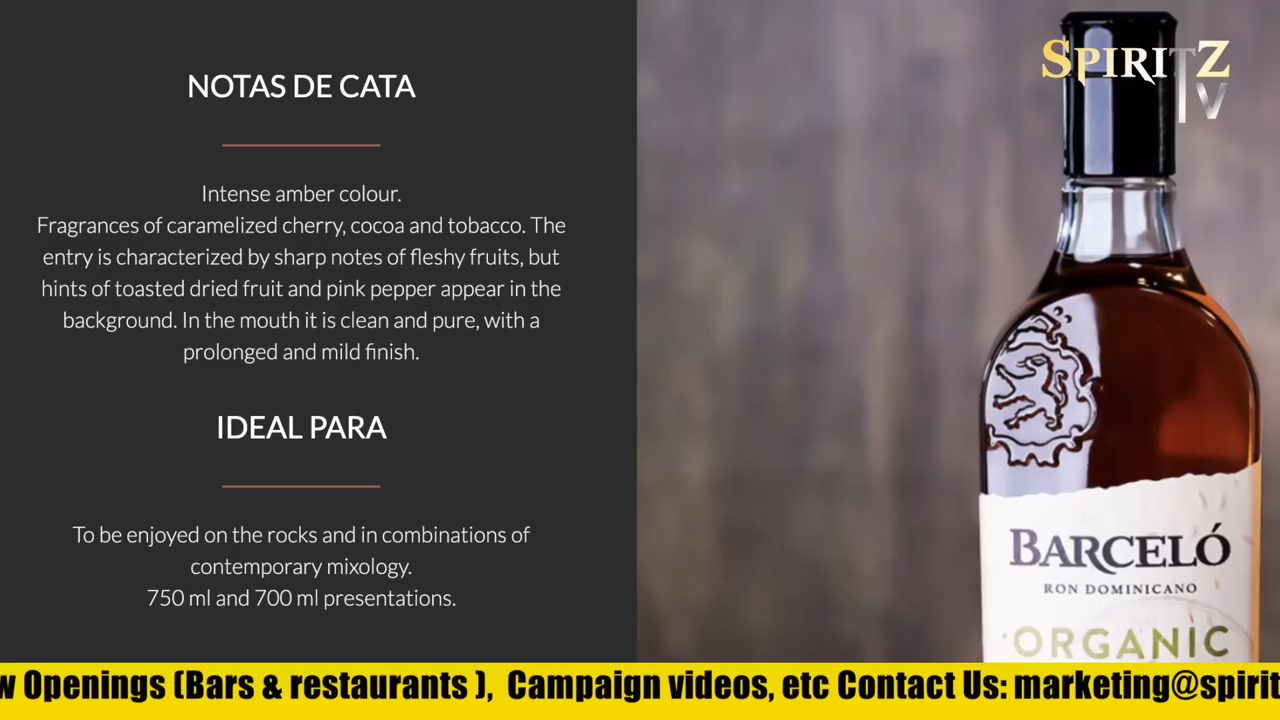 NOTAS DE CATA
Intense amber colour.
Fragrances of caramelized cherry, cocoa and tobacco. The
entry is characterized by sharp notes of fleshy fruits, but
hints of toasted dried fruit and pink pepper appear in the
background. In the mouth it is clean and pure, with a
prolonged and mild finish.
IDEAL PARA
To be enjoyed on the rocks and in combinations of
contemporary mixology.
750 ml and 700 ml presentations.
SPIRITZ
TV
BARCELÓ
RON DOMINICANO
ORGANIC
w Openings (Bars & restaurants ), Campaign videos, etc Contact Us: marketing@spirit